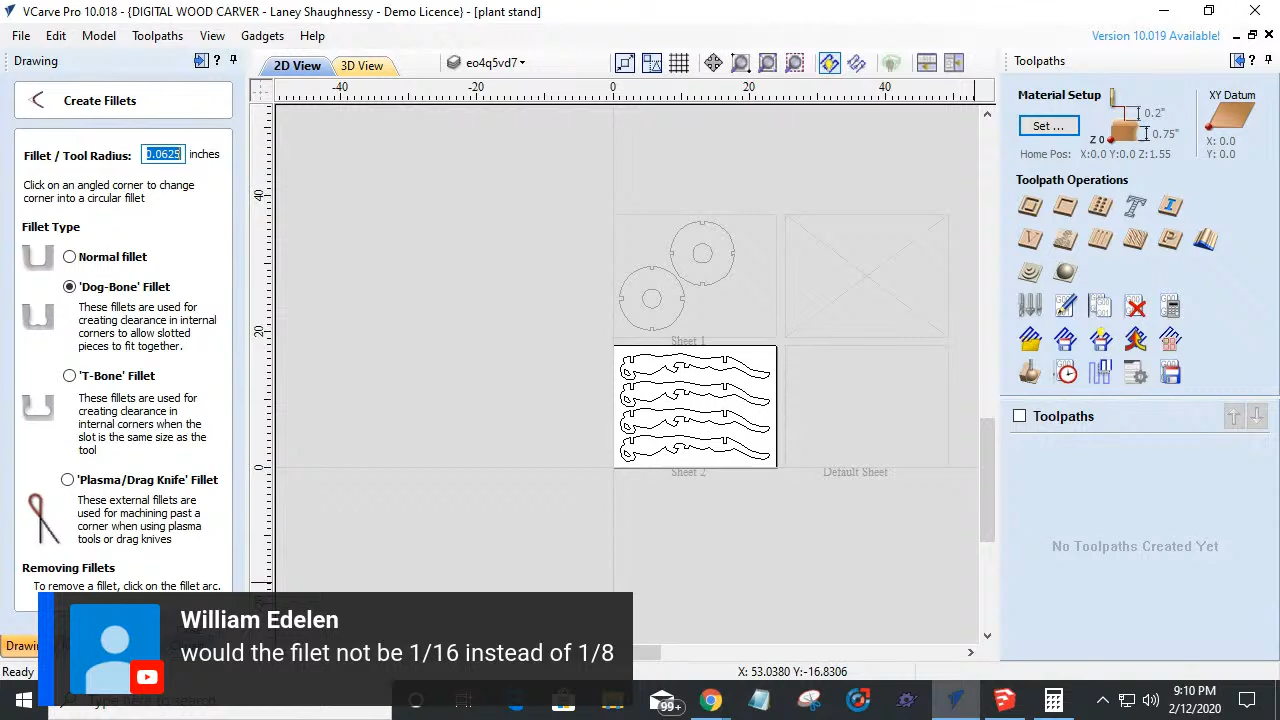 VCarve Pro 10.018 - {DIGITAL WOOD CARVER - Laney Shaughnessy - Demo Licence} - [plant stand]
File Edit Model Toolpaths View Gadgets Help
Version 10.019 Available!
Drawing
2D View 3D View eo4q5vd7
Toolpaths
Create Fillets
-40 -20 0 20 40
Fillet / Tool Radius: 0.0625 inches
Click on an angled corner to change
corner into a circular fillet
Fillet Type
Normal fillet
'Dog-Bone' Fillet
These fillets are used for
creating clearance in internal
corners to allow slotted
pieces to fit together.
'T-Bone' Fillet
These fillets are used for
creating clearance in
internal corners when the
slot is the same size as the
tool
'Plasma/Drag Knife' Fillet
These external fillets are
used for machining past a
corner when using plasma
tools or drag knives
Removing Fillets
To remove a fillet, click on the fillet arc.
40
20
0
Sheet 1
Sheet 2
Default Sheet
Material Setup
Set ...
0.2"
Z 0
0.75"
Home Pos: X:0.0 Y:0.0 Z:1.55
XY Datum
X: 0.0
Y: 0.0
Toolpath Operations
Toolpaths
No Toolpaths Created Yet
William Edelen
would the filet not be 1/16 instead of 1/8
Ready
X: 53.0380 Y:-16.8306
Type here to search
99+
9:10 PM
2/12/2020